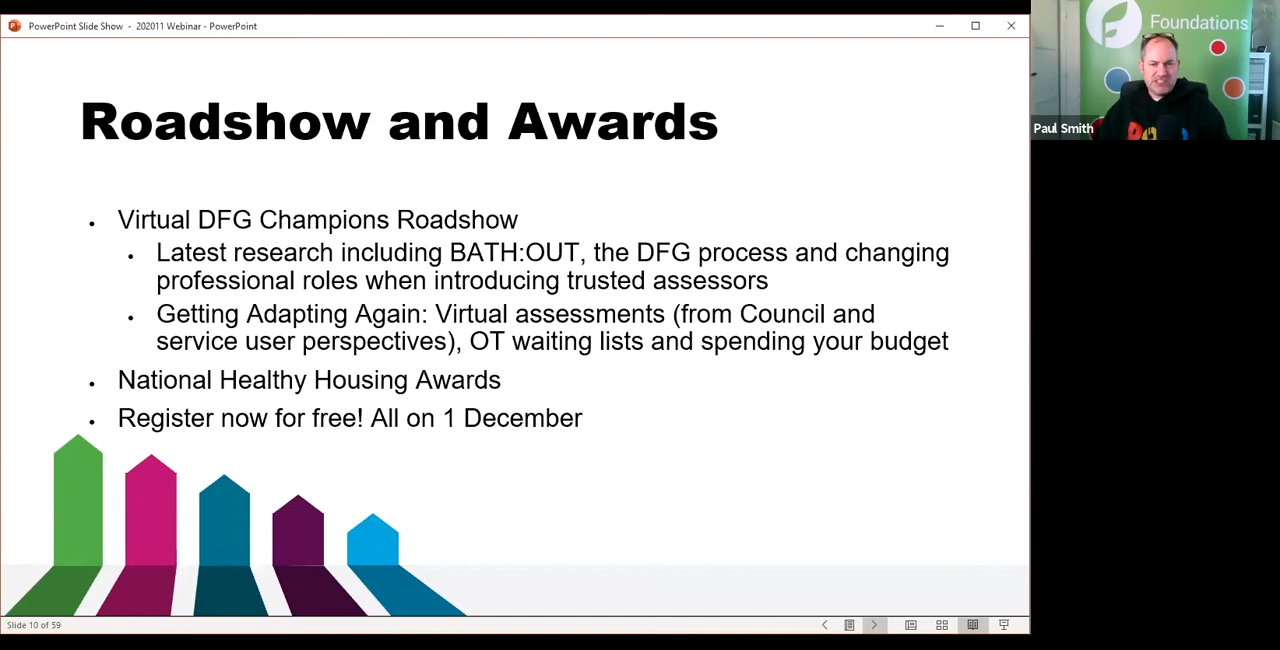 PowerPoint Slide Show - 202011 Webinar - PowerPoint
Foundations
Paul Smith
Roadshow and Awards
• Virtual DFG Champions Roadshow
• Latest research including BATH:OUT, the DFG process and changing
professional roles when introducing trusted assessors
• Getting Adapting Again: Virtual assessments (from Council and
service user perspectives), OT waiting lists and spending your budget
• National Healthy Housing Awards
• Register now for free! All on 1 December
Slide 10 of 59